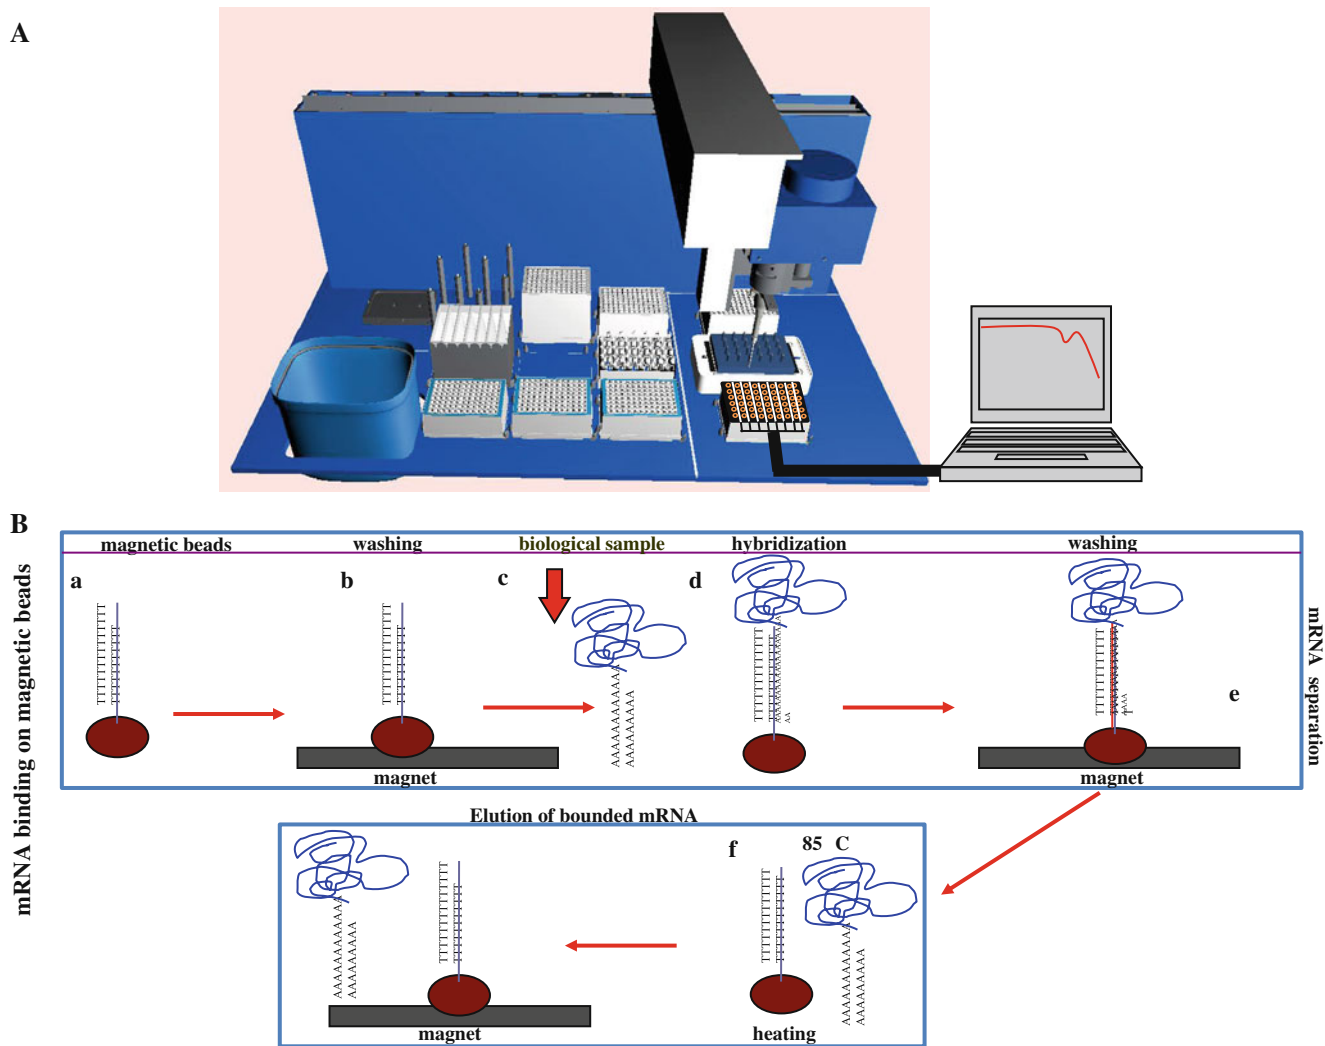 A
B
magnetic beads washing biological sample hybridization washing
a b c d e
TTTTTTTTTTTT
magnet
magnet
mRNA binding on magnetic beads
mRNA separation
Elution of bounded mRNA
f 85 C
magnet
heating